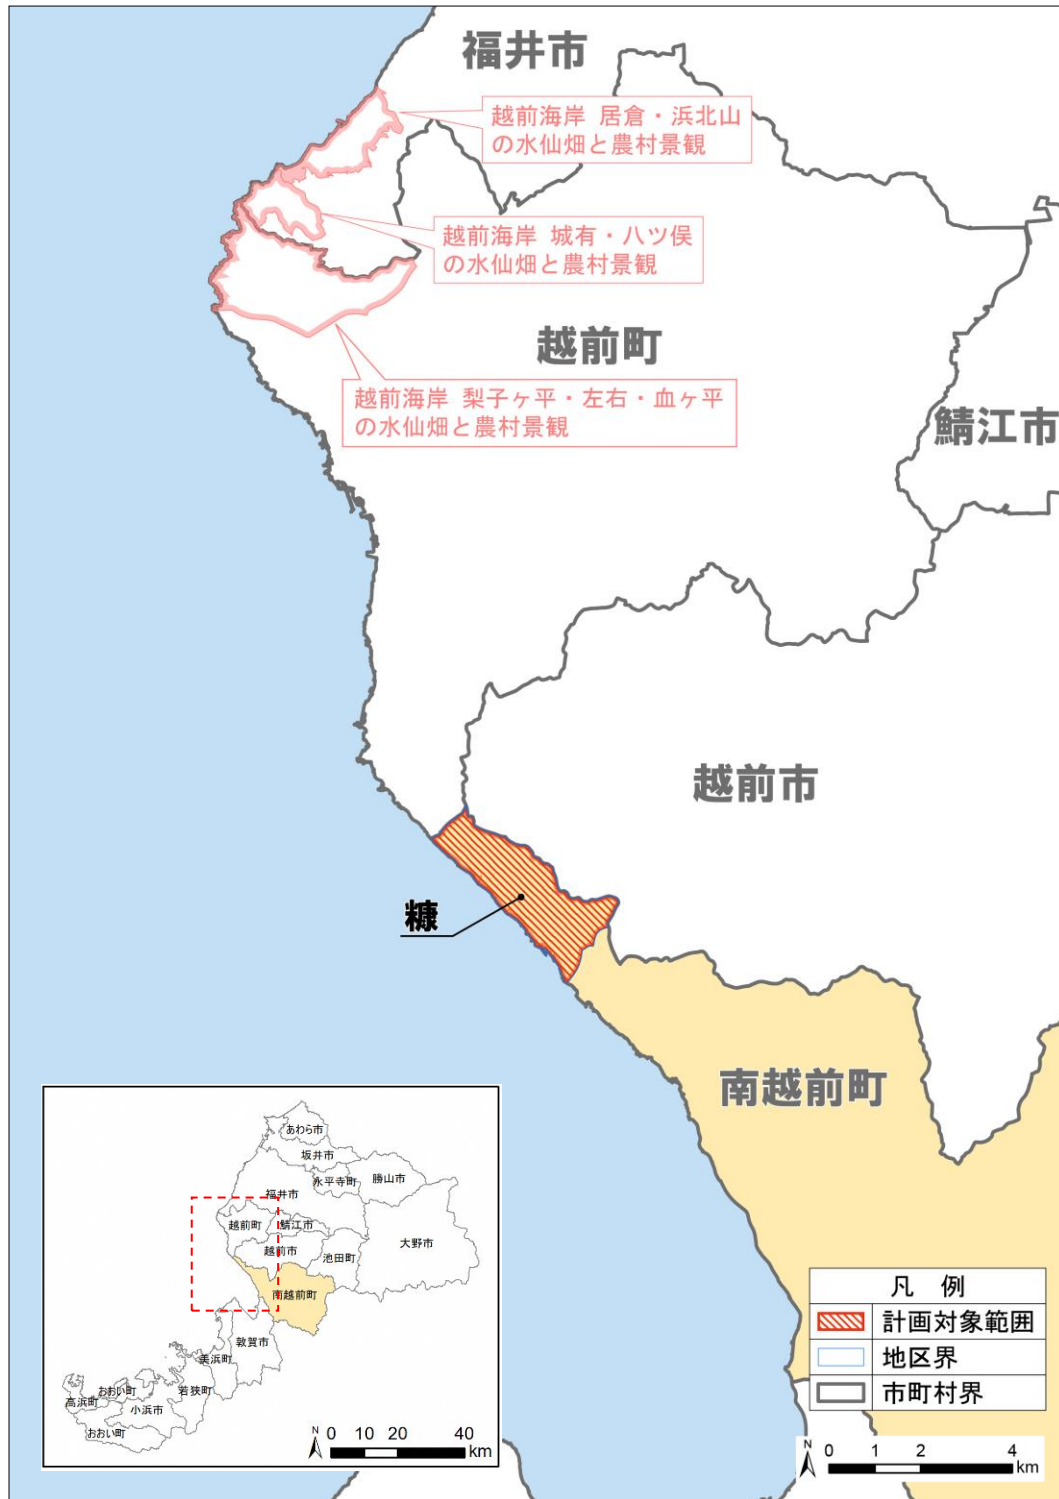 福井市
越前海岸 居倉・浜北山
の水仙畑と農村景観
越前海岸 城有・八ツ俣
の水仙畑と農村景観
越前町
越前海岸 梨子ヶ平・左右・血ヶ平
の水仙畑と農村景観
鯖江市
越前市
糠
南越前町
あわら市
坂井市
永平寺町
勝山市
福井市
越前町
鯖江市
大野市
越前市
池田町
南越前町
敦賀市
美浜町
若狭町
おおい町
高浜町
小浜市
おおい町
N 0 10 20 40
km
凡 例
計画対象範囲
地区界
市町村界
N 0 1 2 4
km